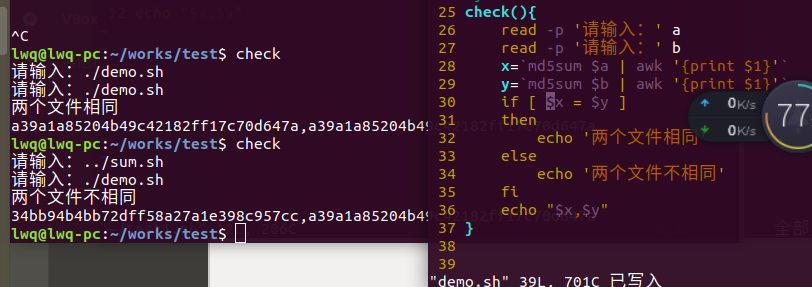 ^C
lwq@lwq-pc:~/works/test$ check
请输入: ./demo.sh
请输入: ./demo.sh
两个文件相同
a39a1a85204b49c42182ff17c70d647a,a39a1a85204b49c42182ff17c70d647a
lwq@lwq-pc:~/works/test$ check
请输入: ../sum.sh
请输入: ./demo.sh
两个文件不相同
34bb94b4bb72dff58a27a1e398c957cc,a39a1a85204b49c42182ff17c70d647a
lwq@lwq-pc:~/works/test$
25 check(){
26 read -p '请输入: ' a
27 read -p '请输入: ' b
28 x=`md5sum $a | awk '{print $1}'`
29 y=`md5sum $b | awk '{print $1}'`
30 if [ $x = $y ]
31 then
32 echo '两个文件相同
33 else
34 echo '两个文件不相同'
35 fi
36 echo "$x,$y"
37 }
38
39
"demo.sh" 39L, 701C 已写入
0K/s
0K/s
77
全部